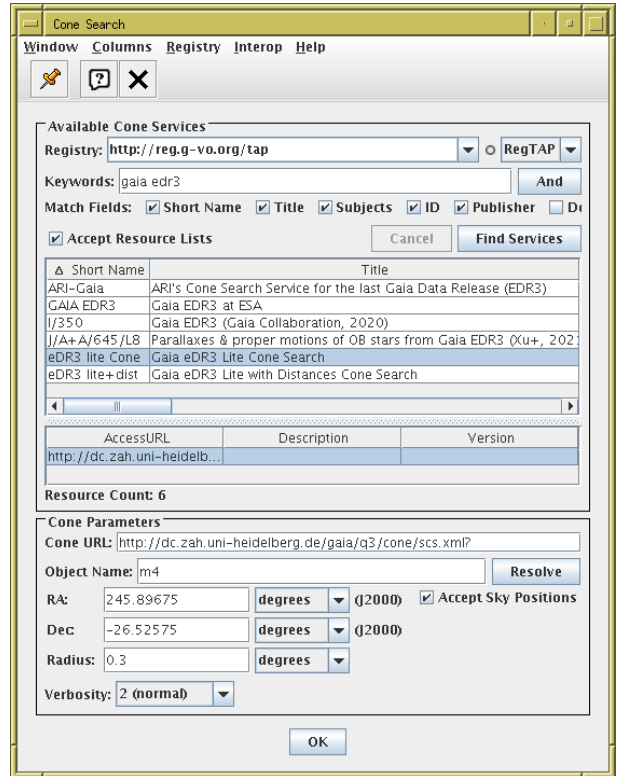 Cone Search
Window Columns Registry Interop Help
Available Cone Services
Registry: http://reg.g-vo.org/tap RegTAP
Keywords: gaia edr3 And
Match Fields: Short Name Title Subjects ID Publisher
Accept Resource Lists Cancel Find Services
Short Name Title
ARI-Gaia ARI's Cone Search Service for the last Gaia Data Release (EDR3)
GAIA EDR3 Gaia EDR3 at ESA
I/350 Gaia EDR3 (Gaia Collaboration, 2020)
J/A+A/645/L8 Parallaxes & proper motions of OB stars from Gaia EDR3 (Xu+, 2021
eDR3 lite Cone Gaia eDR3 Lite Cone Search
eDR3 lite+dist Gaia eDR3 Lite with Distances Cone Search
AccessURL Description Version
http://dc.zah.uni-heidelb...
Resource Count: 6
Cone Parameters
Cone URL: http://dc.zah.uni-heidelberg.de/gaia/q3/cone/scs.xml?
Object Name: m4 Resolve
RA: 245.89675 degrees (J2000) Accept Sky Positions
Dec: -26.52575 degrees (J2000)
Radius: 0.3 degrees
Verbosity: 2 (normal)
OK